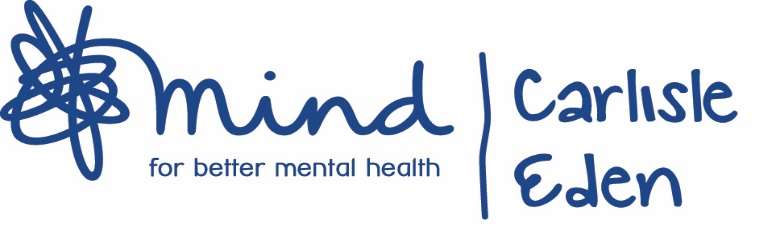 mind
for better mental health
Carlisle
Eden